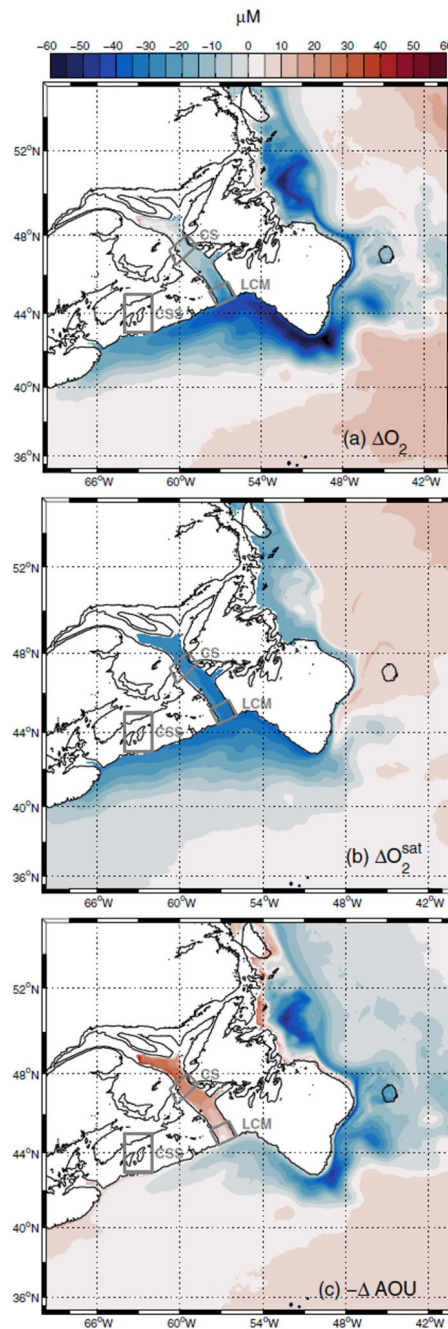 μM
−60 −50 −40 −30 −20 −10 0 10 20 30 40 50 60
52°N
48°N
44°N
40°N
36°N
CS
LCM
CSS
(a) ΔO₂
66°W 60°W 54°W 48°W 42°W
52°N
48°N
44°N
40°N
36°N
CS
LCM
CSS
(b) ΔO₂ˢᵃᵗ
66°W 60°W 54°W 48°W 42°W
52°N
48°N
44°N
40°N
36°N
CS
LCM
CSS
(c) −Δ AOU
66°W 60°W 54°W 48°W 42°W